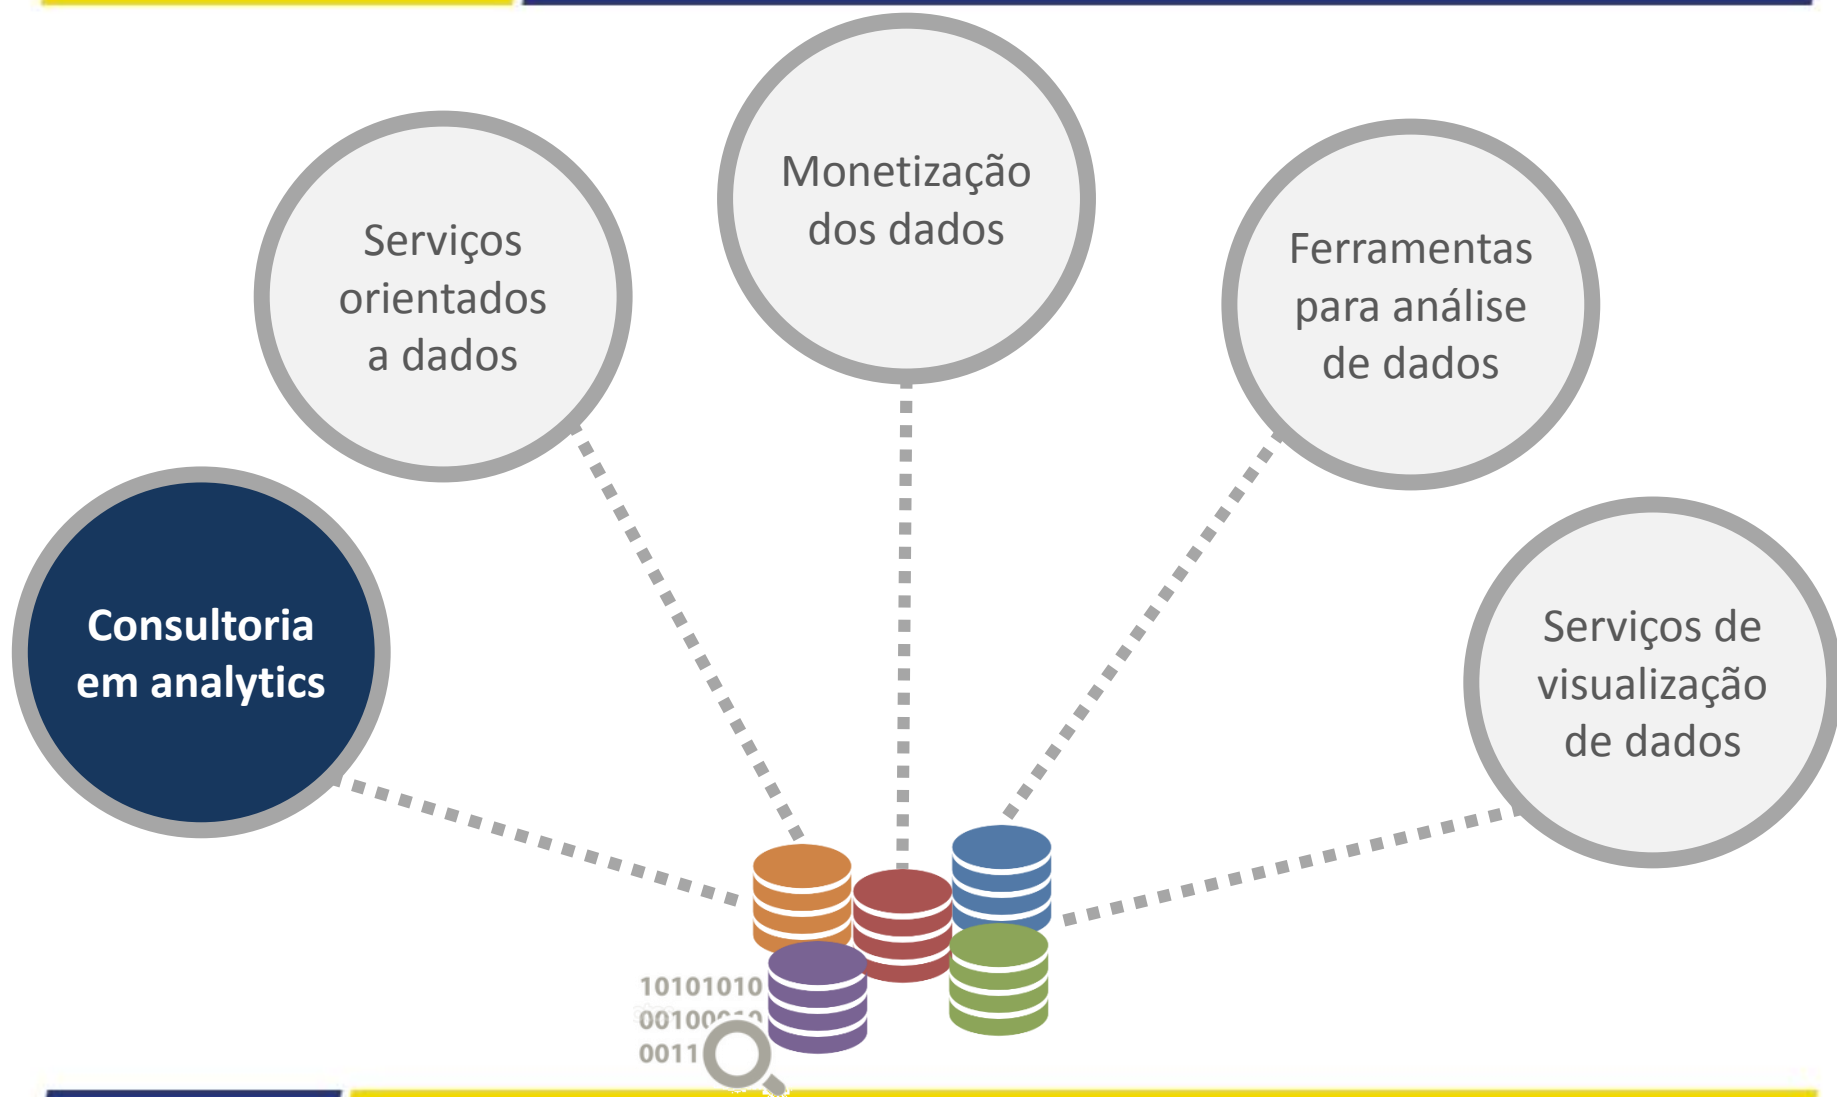 Monetização
dos dados
Serviços
orientados
a dados
Ferramentas
para análise
de dados
Consultoria
em analytics
Serviços de
visualização
de dados
10101010
0011